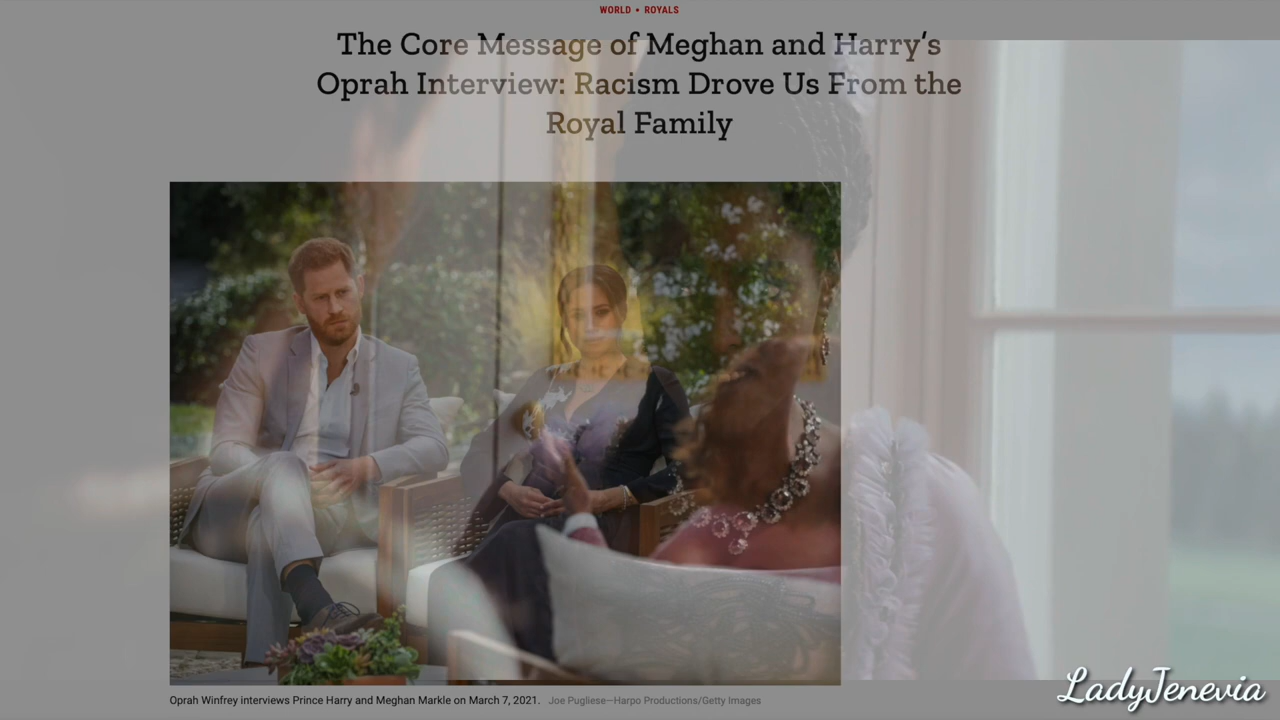 WORLD • ROYALS
The Core Message of Meghan and Harry’s
Oprah Interview: Racism Drove Us From the
Royal Family
Oprah Winfrey interviews Prince Harry and Meghan Markle on March 7, 2021. Joe Pugliese—Harpo Productions/Getty Images
LadyJenevia